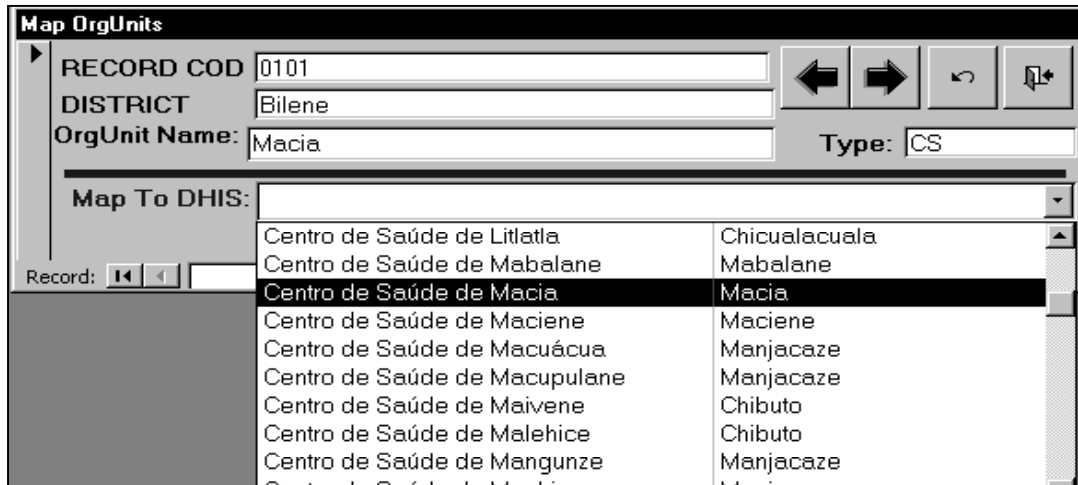 Map OrgUnits
RECORD COD 0101
DISTRICT Bilene
OrgUnit Name: Macia Type: CS
Map To DHIS:
Centro de Saúde de Litlatla Chicualacuala
Centro de Saúde de Mabalane Mabalane
Centro de Saúde de Macia Macia
Centro de Saúde de Maciene Maciene
Centro de Saúde de Macuácua Manjacaze
Centro de Saúde de Macupulane Manjacaze
Centro de Saúde de Maivene Chibuto
Centro de Saúde de Malehice Chibuto
Centro de Saúde de Mangunze Manjacaze
Record: